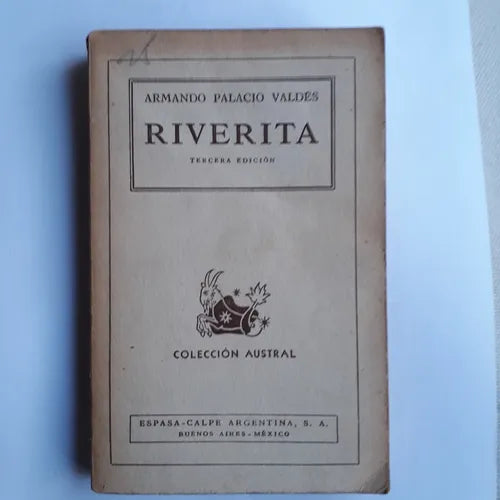 ARMANDO PALACIO VALDÉS
RIVERITA
TERCERA EDICIÓN
COLECCIÓN AUSTRAL
ESPASA-CALPE ARGENTINA, S. A.
BUENOS AIRES-MÉXICO